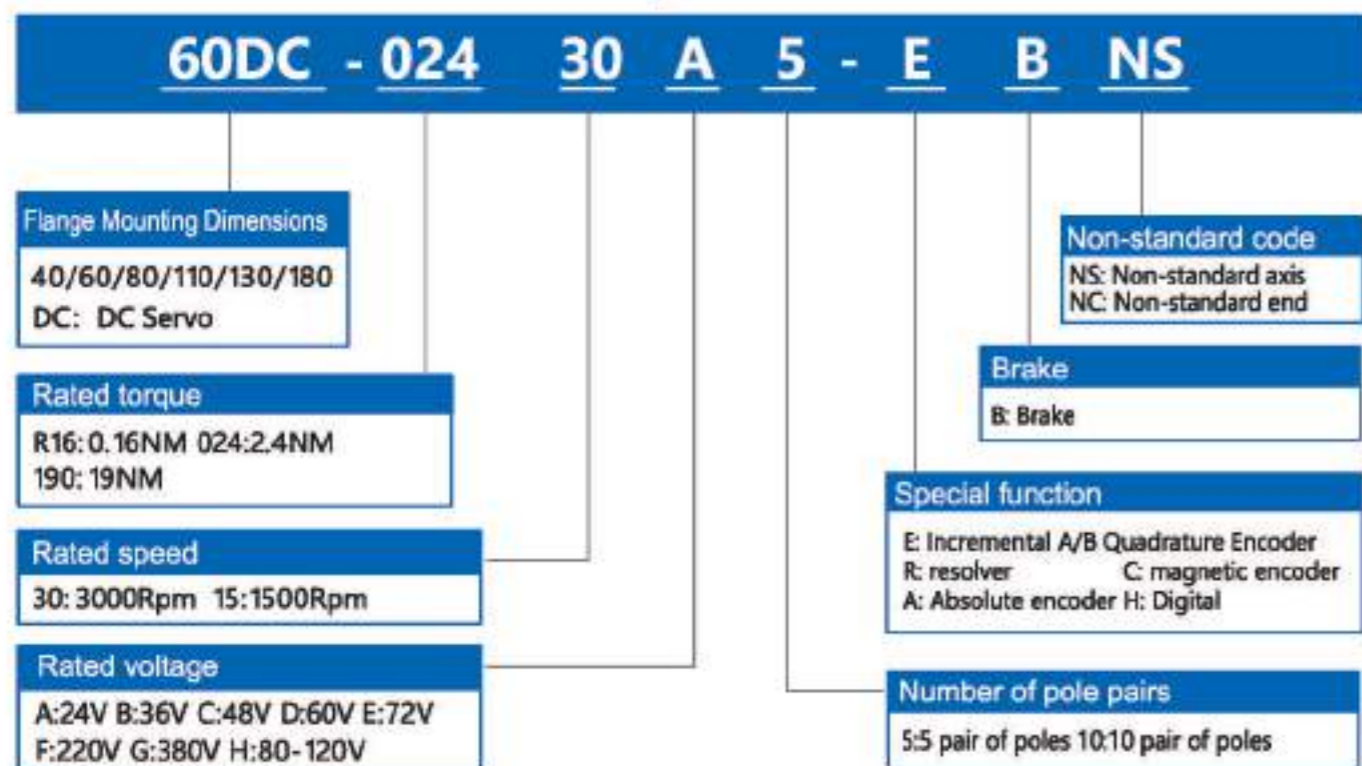 60DC - 024 30 A 5 - E B NS
Flange Mounting Dimensions
40/60/80/110/130/180
DC: DC Servo
Rated torque
R16: 0.16NM 024:2.4NM
190: 19NM
Rated speed
30: 3000Rpm 15:1500Rpm
Rated voltage
A:24V B:36V C:48V D:60V E:72V
F:220V G:380V H:80-120V
Non-standard code
NS: Non-standard axis
NC: Non-standard end
Brake
B: Brake
Special function
E: Incremental A/B Quadrature Encoder
R: resolver C: magnetic encoder
A: Absolute encoder H: Digital
Number of pole pairs
5:5 pair of poles 10:10 pair of poles